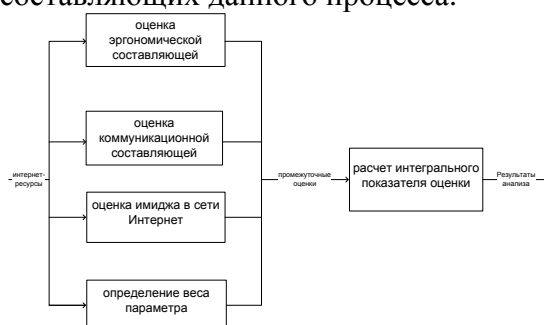 составляющих данного процесса.
оценка
эргономической
составляющей
оценка
коммуникационной
составляющей
интернет-
ресурсы
промежуточные
оценки
расчет интегрального
показателя оценки
Результаты
анализа
оценка имиджа в сети
Интернет
определение веса
параметра